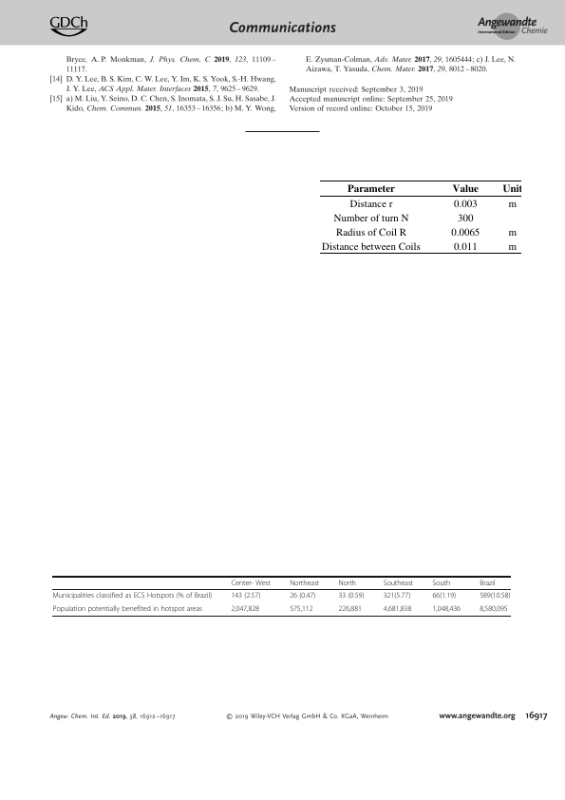 GDCh
Communications
Angewandte
International Edition Chemie
Bryce, A. P. Monkman, J. Phys. Chem. C 2019, 123, 11109–
11117.
[14] D. Y. Lee, B. S. Kim, C. W. Lee, Y. Im, K. S. Yook, S.-H. Hwang,
J. Y. Lee, ACS Appl. Mater. Interfaces 2015, 7, 9625–9629.
[15] a) M. Liu, Y. Seino, D. C. Chen, S. Inomata, S. J. Su, H. Sasabe, J.
Kido, Chem. Commun. 2015, 51, 16353–16356; b) M. Y. Wong,
E. Zysman-Colman, Adv. Mater. 2017, 29, 1605444; c) J. Lee, N.
Aizawa, T. Yasuda, Chem. Mater. 2017, 29, 8012–8020.
Manuscript received: September 3, 2019
Accepted manuscript online: September 25, 2019
Version of record online: October 15, 2019
Parameter Value Unit
Distance r 0.003 m
Number of turn N 300
Radius of Coil R 0.0065 m
Distance between Coils 0.011 m
Center- West Northeast North Southeast South Brazil
Municipalities classified as ECS Hotspots (% of Brazil) 143 (2.57) 26 (0.47) 33 (0.59) 321(5.77) 66(1.19) 589(10.58)
Population potentially benefited in hotspot areas 2,047,828 575,112 226,881 4,681,838 1,048,436 8,580,095
Angew. Chem. Int. Ed. 2019, 58, 16912–16917 © 2019 Wiley-VCH Verlag GmbH & Co. KGaA, Weinheim www.angewandte.org 16917